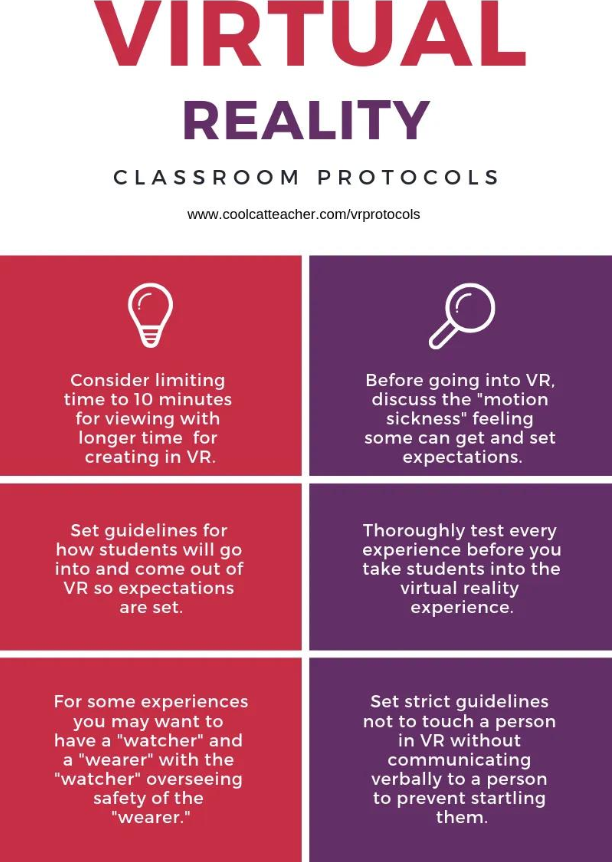 VIRTUAL
REALITY
CLASSROOM PROTOCOLS
www.coolcatteacher.com/vrprotocols
Consider limiting
time to 10 minutes
for viewing with
longer time for
creating in VR.
Before going into VR,
discuss the "motion
sickness" feeling
some can get and set
expectations.
Set guidelines for
how students will go
into and come out of
VR so expectations
are set.
Thoroughly test every
experience before you
take students into the
virtual reality
experience.
For some experiences
you may want to
have a "watcher" and
a "wearer" with the
"watcher" overseeing
safety of the
"wearer."
Set strict guidelines
not to touch a person
in VR without
communicating
verbally to a person
to prevent startling
them.